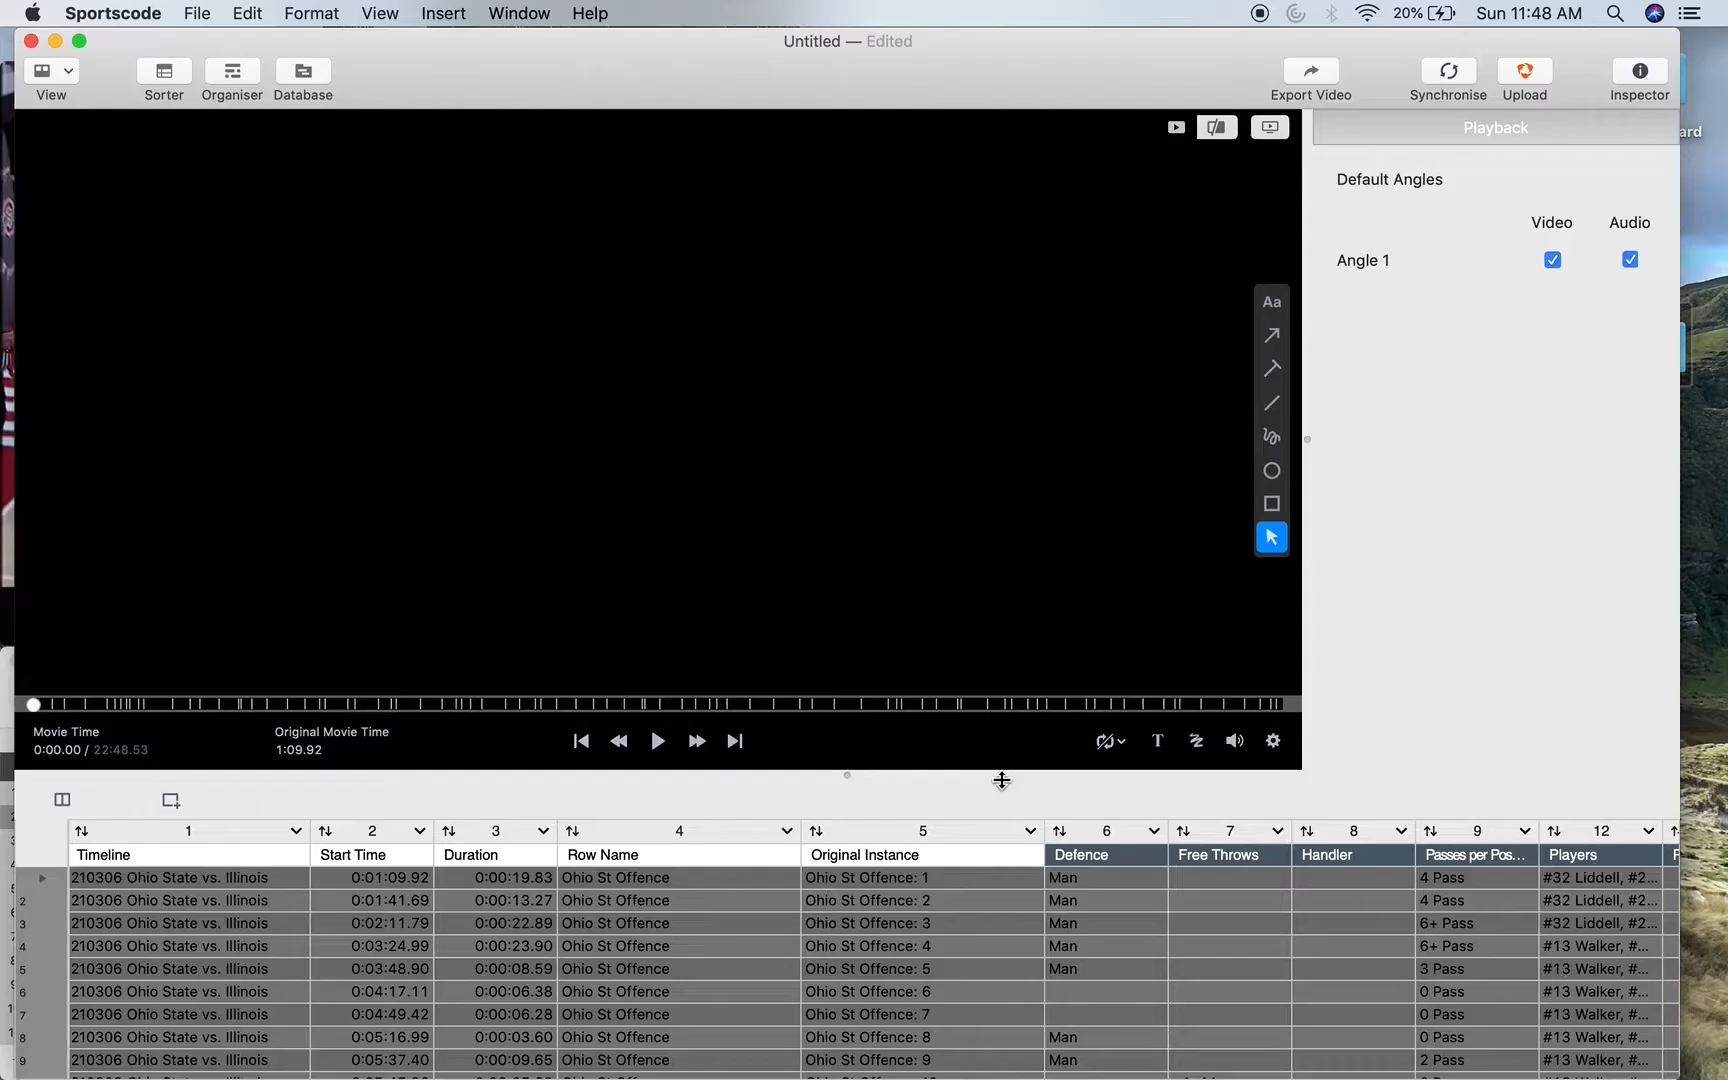 Sportscode File Edit Format View Insert Window Help 20% Sun 11:48 AM
Untitled — Edited
View Sorter Organiser Database Export Video Synchronise Upload Inspector
Playback
ard
Default Angles
Video Audio
Angle 1
Aa
Movie Time Original Movie Time
0:00.00 / 22:48.53 1:09.92
T
1 2 3 4 5 6 7 8 9 12
Timeline Start Time Duration Row Name Original Instance Defence Free Throws Handler Passes per Pos... Players
210306 Ohio State vs. Illinois 0:01:09.92 0:00:19.83 Ohio St Offence Ohio St Offence: 1 Man 4 Pass #32 Liddell, #2...
2 210306 Ohio State vs. Illinois 0:01:41.69 0:00:13.27 Ohio St Offence Ohio St Offence: 2 Man 4 Pass #32 Liddell, #2...
3 210306 Ohio State vs. Illinois 0:02:11.79 0:00:22.89 Ohio St Offence Ohio St Offence: 3 Man 6+ Pass #32 Liddell, #2...
4 210306 Ohio State vs. Illinois 0:03:24.99 0:00:23.90 Ohio St Offence Ohio St Offence: 4 Man 6+ Pass #13 Walker, #...
5 210306 Ohio State vs. Illinois 0:03:48.90 0:00:08.59 Ohio St Offence Ohio St Offence: 5 Man 3 Pass #13 Walker, #...
6 210306 Ohio State vs. Illinois 0:04:17.11 0:00:06.38 Ohio St Offence Ohio St Offence: 6 0 Pass #13 Walker, #...
7 210306 Ohio State vs. Illinois 0:04:49.42 0:00:06.28 Ohio St Offence Ohio St Offence: 7 0 Pass #13 Walker, #...
8 210306 Ohio State vs. Illinois 0:05:16.99 0:00:03.60 Ohio St Offence Ohio St Offence: 8 Man 0 Pass #13 Walker, #...
9 210306 Ohio State vs. Illinois 0:05:37.40 0:00:09.65 Ohio St Offence Ohio St Offence: 9 Man 2 Pass #13 Walker, #...